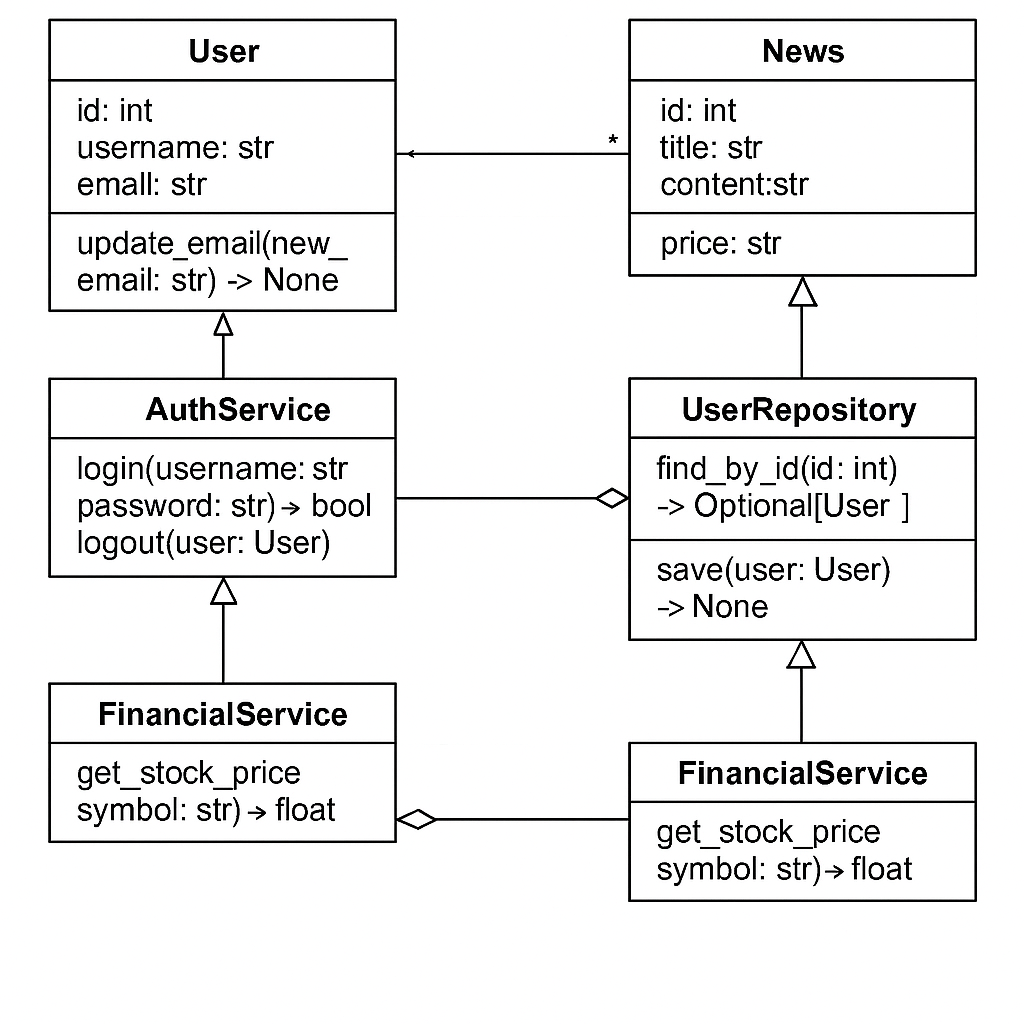 User
id: int
username: str
emall: str
update_email(new_
email: str) -> None
News
*
id: int
title: str
content:str
price: str
AuthService
login(username: str
password: str)→ bool
logout(user: User)
UserRepository
find_by_id(id: int)
-> Optional[User ]
save(user: User)
-> None
FinancialService
get_stock_price
symbol: str)→ float
FinancialService
get_stock_price
symbol: str)→ float